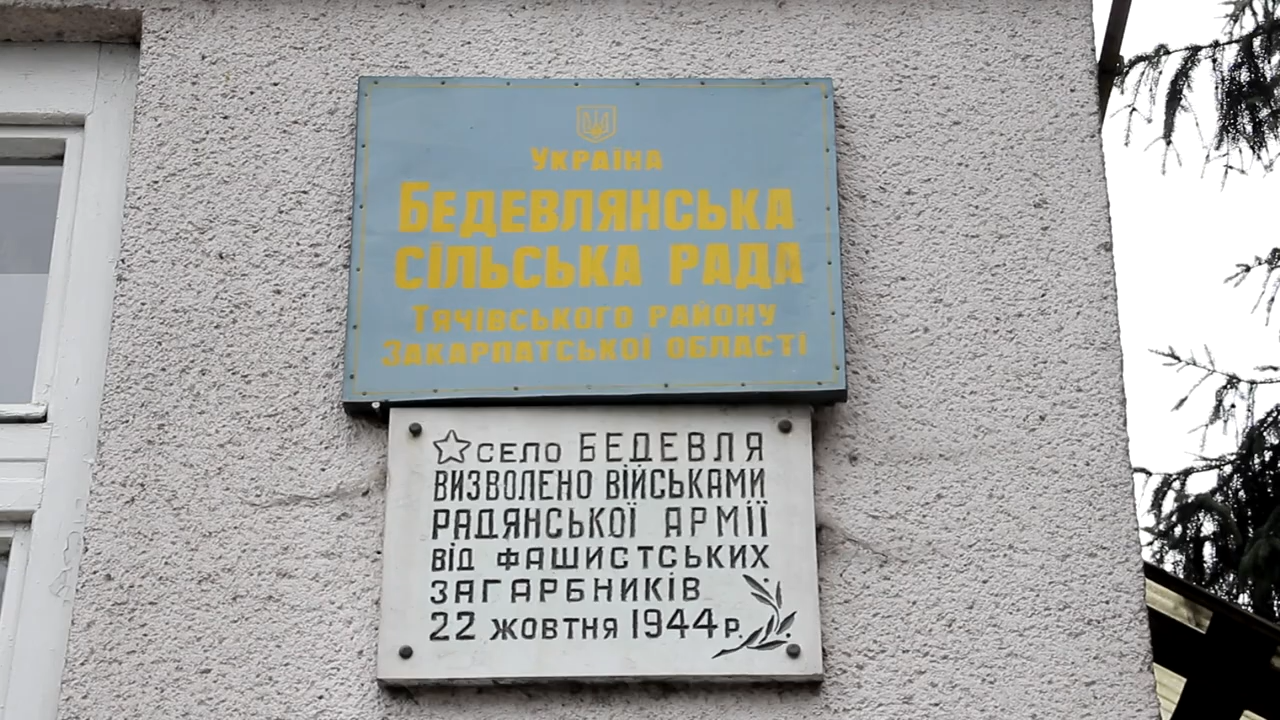 УКРАЇНА
БЕДЕВЛЯНСЬКА
СІЛЬСЬКА РАДА
ТЯЧІВСЬКОГО РАЙОНУ
ЗАКАРПАТСЬКОЇ ОБЛАСТІ
СЕЛО БЕДЕВЛЯ
ВИЗВОЛЕНО ВІЙСЬКАМИ
РАДЯНСЬКОЇ АРМІЇ
ВІД ФАШИСТСЬКИХ
ЗАГАРБНИКІВ
22 ЖОВТНЯ 1944 Р.